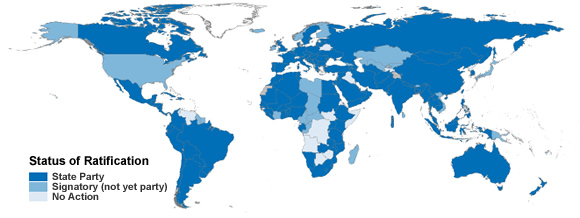 Status of Ratification
State Party
Signatory (not yet party)
No Action